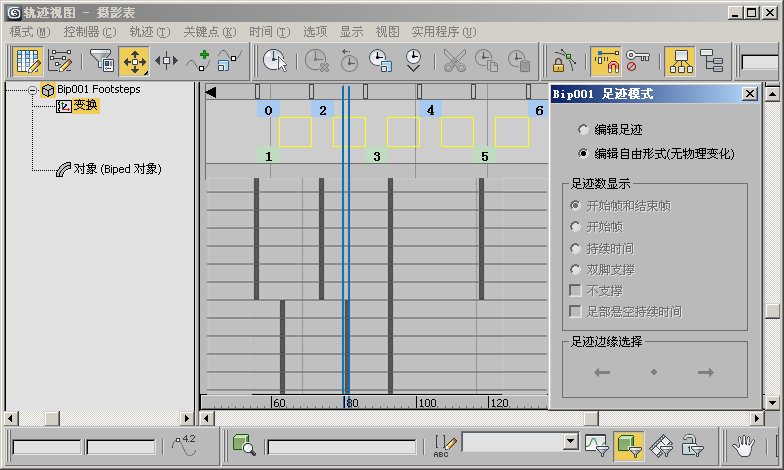 轨迹视图 - 摄影表
模式(M) 控制器(C) 轨迹(T) 关键点(K) 时间(T) 选项 显示 视图 实用程序(U)
Bip001 Footsteps
变换
对象 (Biped 对象)
0 2 4 6
1 3 5
60 80 100 120
Bip001 足迹模式
编辑足迹
编辑自由形式(无物理变化)
足迹数显示
开始帧和结束帧
开始帧
持续时间
双脚支撑
不支撑
足部悬空持续时间
足迹边缘选择
4.2
ABC